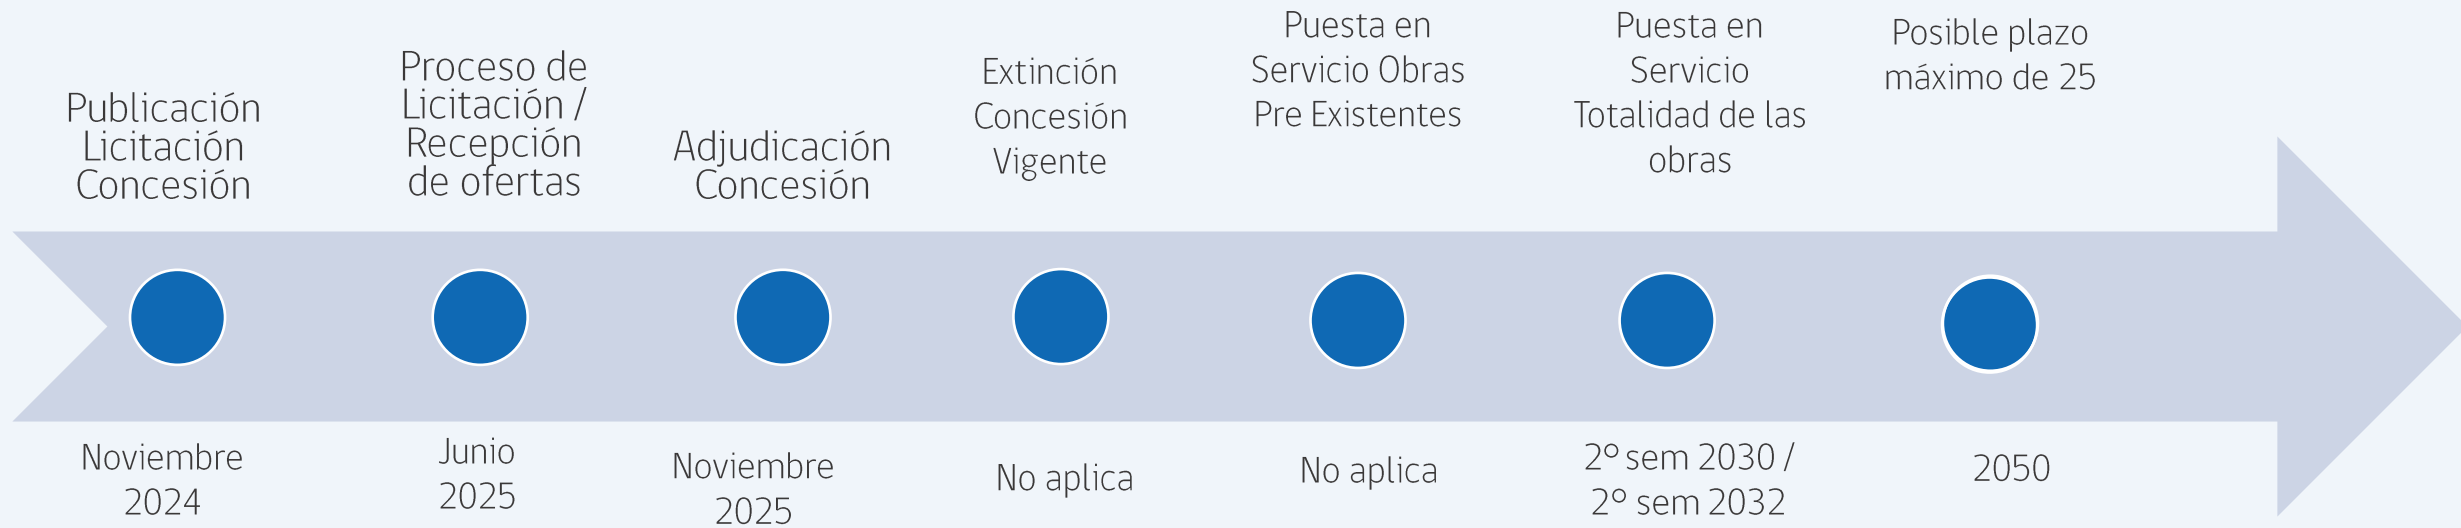 Publicación
Licitación
Concesión
Proceso de
Licitación /
Recepción
de ofertas
Adjudicación
Concesión
Extinción
Concesión
Vigente
Puesta en
Servicio Obras
Pre Existentes
Puesta en
Servicio
Totalidad de las
obras
Posible plazo
máximo de 25
Noviembre
2024
Junio
2025
Noviembre
2025
No aplica
No aplica
2° sem 2030 /
2° sem 2032
2050